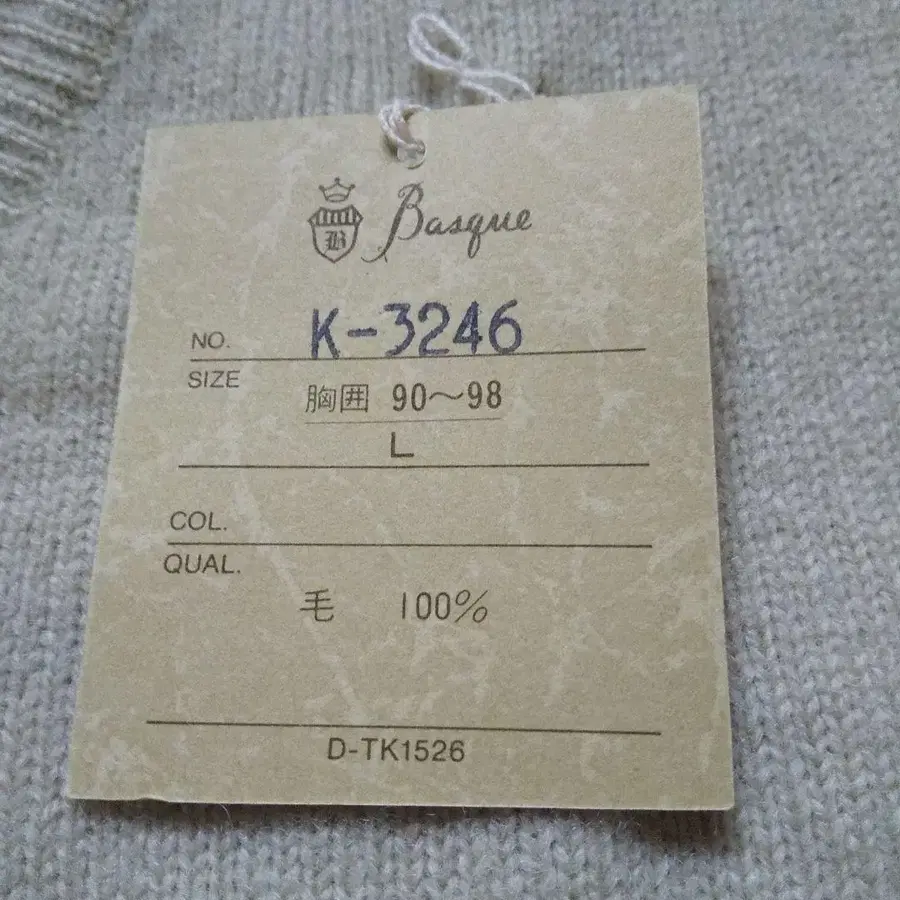 B Basque
NO. K-3246
SIZE 胸囲 90～98
L
COL.
QUAL.
毛 100%
D-TK1526